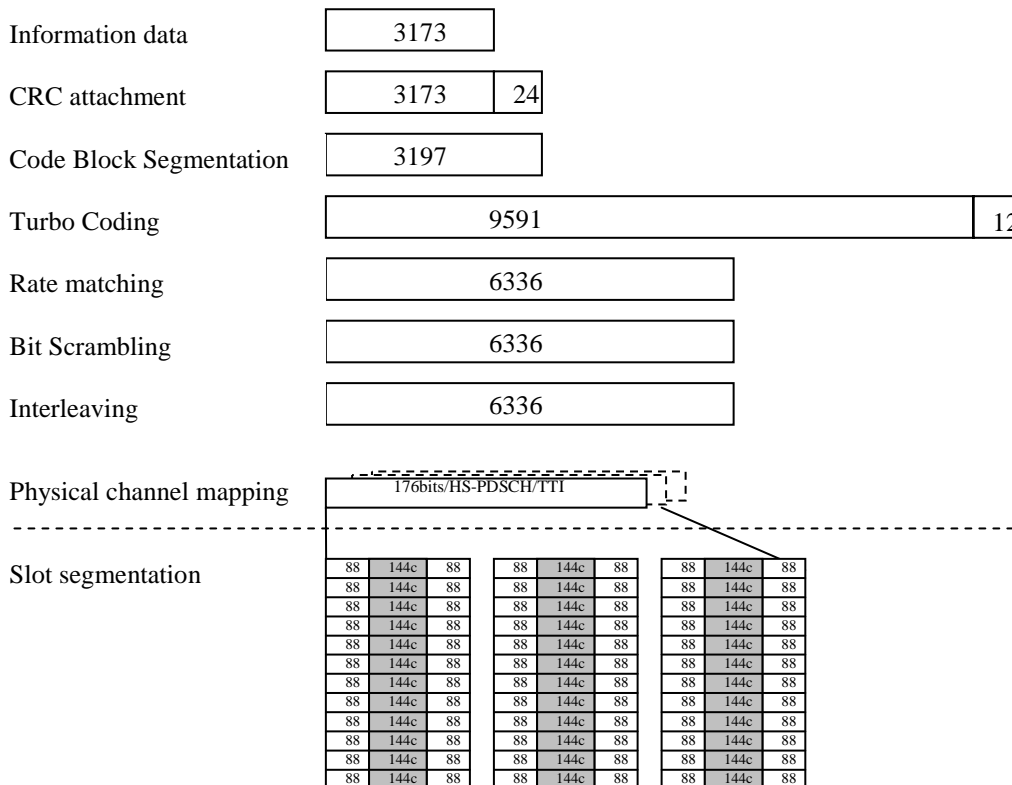 Information data 3173
CRC attachment 3173 24
Code Block Segmentation 3197
Turbo Coding 9591 12
Rate matching 6336
Bit Scrambling 6336
Interleaving 6336
Physical channel mapping 176bits/HS-PDSCH/TTI
Slot segmentation
88 144c 88 88 144c 88 88 144c 88
88 144c 88 88 144c 88 88 144c 88
88 144c 88 88 144c 88 88 144c 88
88 144c 88 88 144c 88 88 144c 88
88 144c 88 88 144c 88 88 144c 88
88 144c 88 88 144c 88 88 144c 88
88 144c 88 88 144c 88 88 144c 88
88 144c 88 88 144c 88 88 144c 88
88 144c 88 88 144c 88 88 144c 88
88 144c 88 88 144c 88 88 144c 88
88 144c 88 88 144c 88 88 144c 88
88 144c 88 88 144c 88 88 144c 88